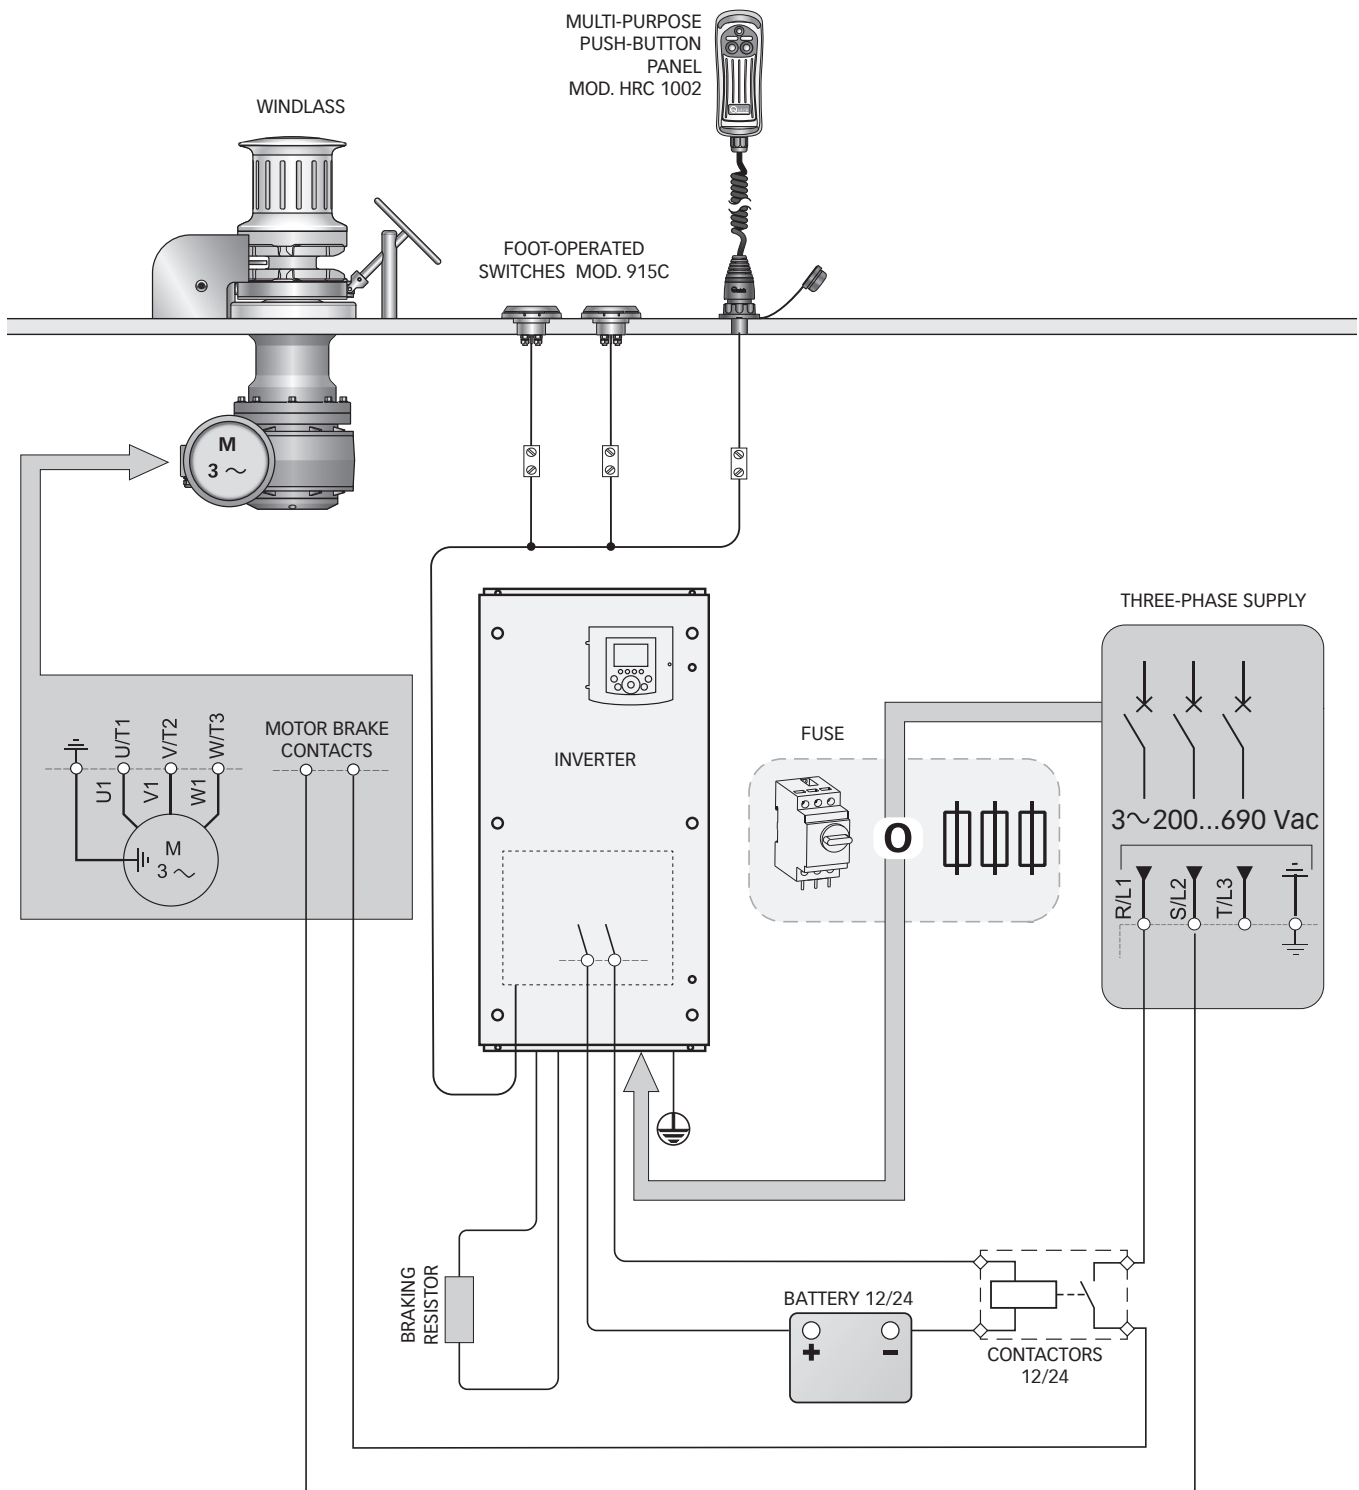 MULTI-PURPOSE
PUSH-BUTTON
PANEL
MOD. HRC 1002
WINDLASS
FOOT-OPERATED
SWITCHES MOD. 915C
M
3 ~
THREE-PHASE SUPPLY
U/T1
V/T2
W/T3
MOTOR BRAKE
CONTACTS
U1
V1
W1
M
3 ~
INVERTER
FUSE
O
3~200...690 Vac
R/L1
S/L2
T/L3
BRAKING
RESISTOR
BATTERY 12/24
+ -
CONTACTORS
12/24